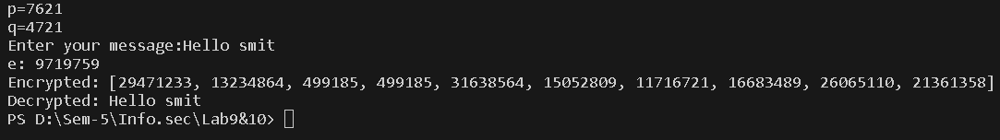 p=7621
q=4721
Enter your message:Hello smit
e: 9719759
Encrypted: [29471233, 13234864, 499185, 499185, 31638564, 15052809, 11716721, 16683489, 26065110, 21361358]
Decrypted: Hello smit
PS D:\Sem-5\Info.sec\Lab9&10>